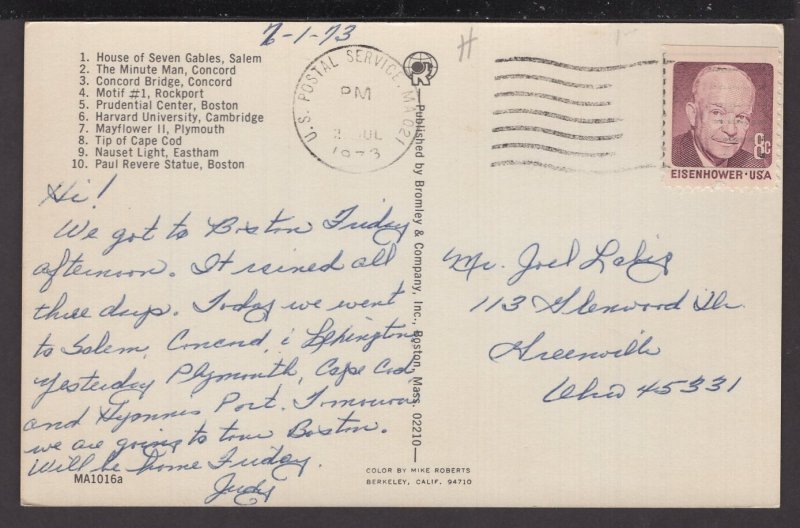 7-1-73
1. House of Seven Gables, Salem
2. The Minute Man, Concord
3. Concord Bridge, Concord
4. Motif #1, Rockport
5. Prudential Center, Boston
6. Harvard University, Cambridge
7. Mayflower II, Plymouth
8. Tip of Cape Cod
9. Nauset Light, Eastham
10. Paul Revere Statue, Boston
U.S. POSTAL SERVICE, MA 021
PM
JUL
1973
H
8c
EISENHOWER·USA
Hi!
We got to Boston Friday
afternoon. It rained all
three days. Today we went
to Salem, Concord, & Lexington
yesterday Plymouth, Cape Cod
and Hyannis Port. Tomorrow
we are going to tour Boston.
Will be home Friday.
Judy
MA1016a
Published by Bromley & Company, Inc., Boston, Mass. 02210
Mr. Joel
113 Glenwood Dr.
Greenville
Ohio 45331
COLOR BY MIKE ROBERTS
BERKELEY, CALIF. 94710